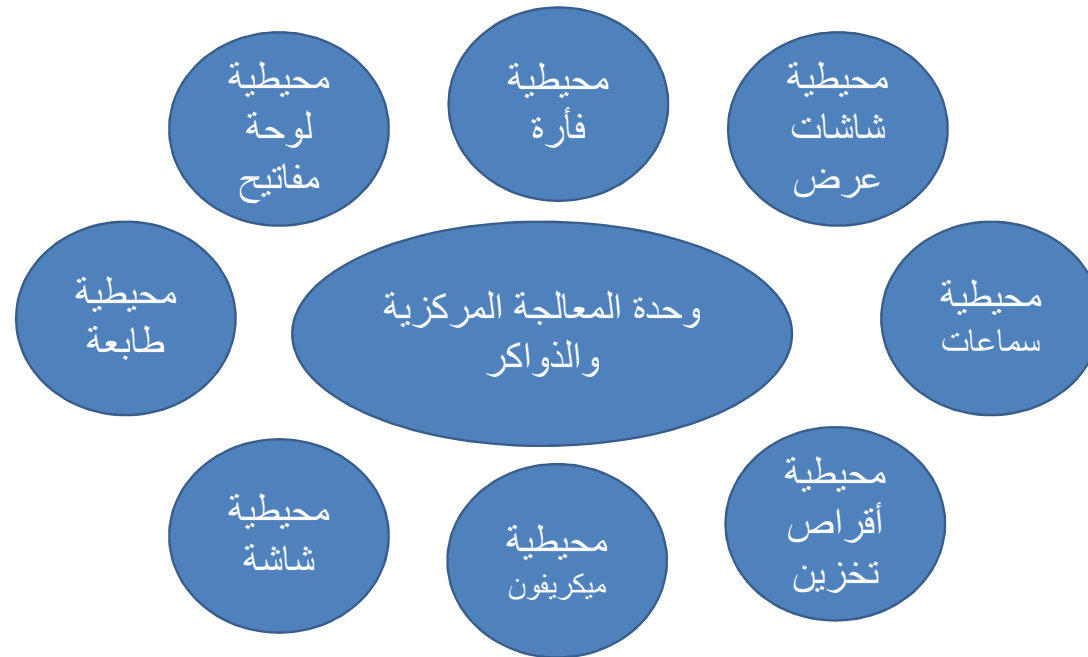 محيطية
شاشات
عرض
محيطية
فأرة
محيطية
لوحة
مفاتيح
محيطية
سماعات
وحدة المعالجة المركزية
والذواكر
محيطية
طابعة
محيطية
أقراص
تخزين
محيطية
ميكريفون
محيطية
شاشة